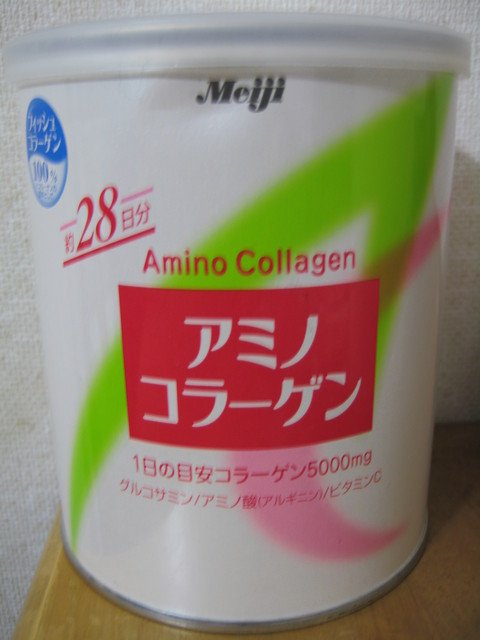 Meiji
フィッシュ
コラーゲン
100%
約28日分
Amino Collagen
アミノ
コラーゲン
1日の目安コラーゲン5000mg
グルコサミン/アミノ酸(アルギニン)/ビタミンC